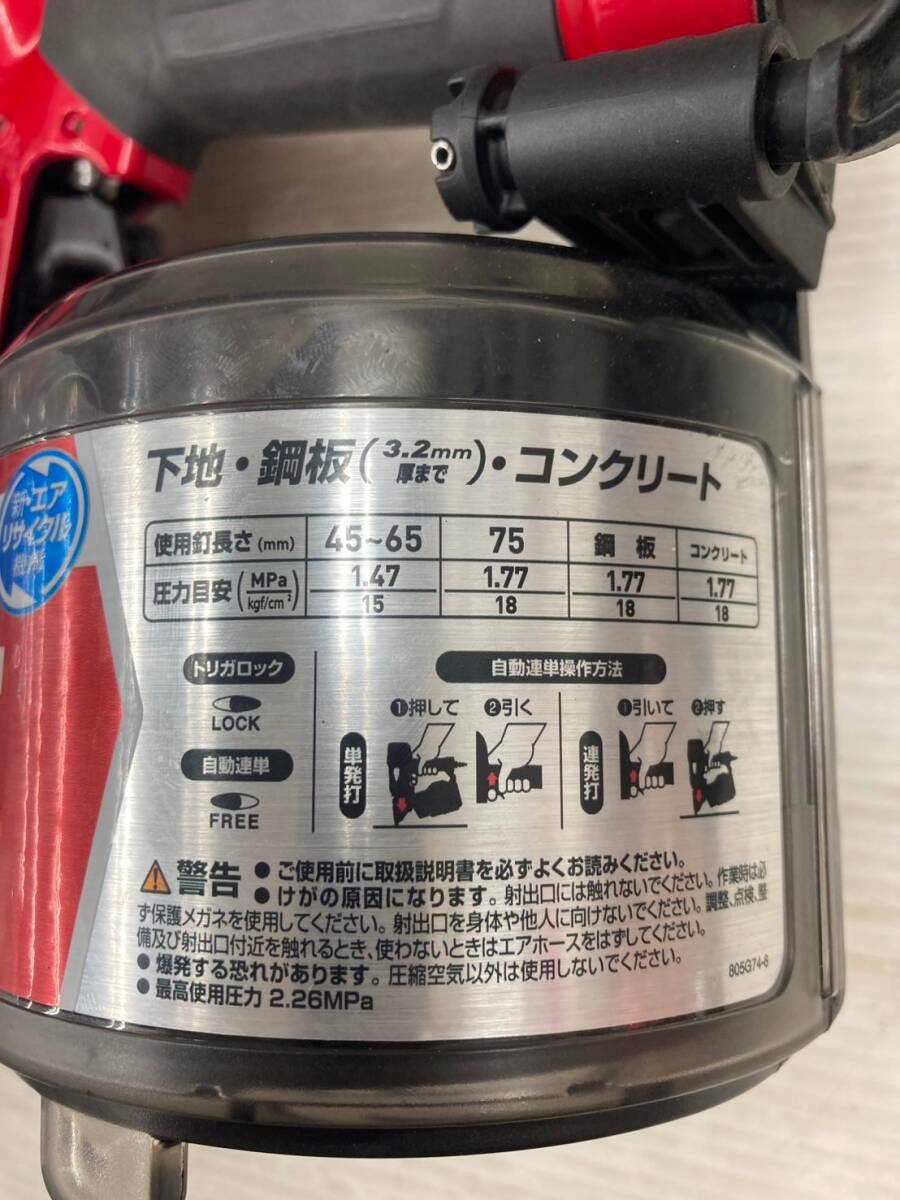 新・エア
リサイクル
機能
下地・鋼板(3.2mm厚まで)・コンクリート
使用釘長さ(mm) 45~65 75 鋼板 コンクリート
圧力目安(MPa/kgf/cm²) 1.47/15 1.77/18 1.77/18 1.77/18
トリガロック
LOCK
自動連単
FREE
自動連単操作方法
単発打 ❶押して ❷引く
連発打 ❶引いて ❷押す
⚠警告 ●ご使用前に取扱説明書を必ずよくお読みください。
●けがの原因になります。射出口には触れないでください。作業時は必
ず保護メガネを使用してください。射出口を身体や他人に向けないでください。調整、点検、整
備及び射出口付近を触れるとき、使わないときはエアホースをはずしてください。
●爆発する恐れがあります。圧縮空気以外は使用しないでください。
●最高使用圧力 2.26MPa
805G74-6